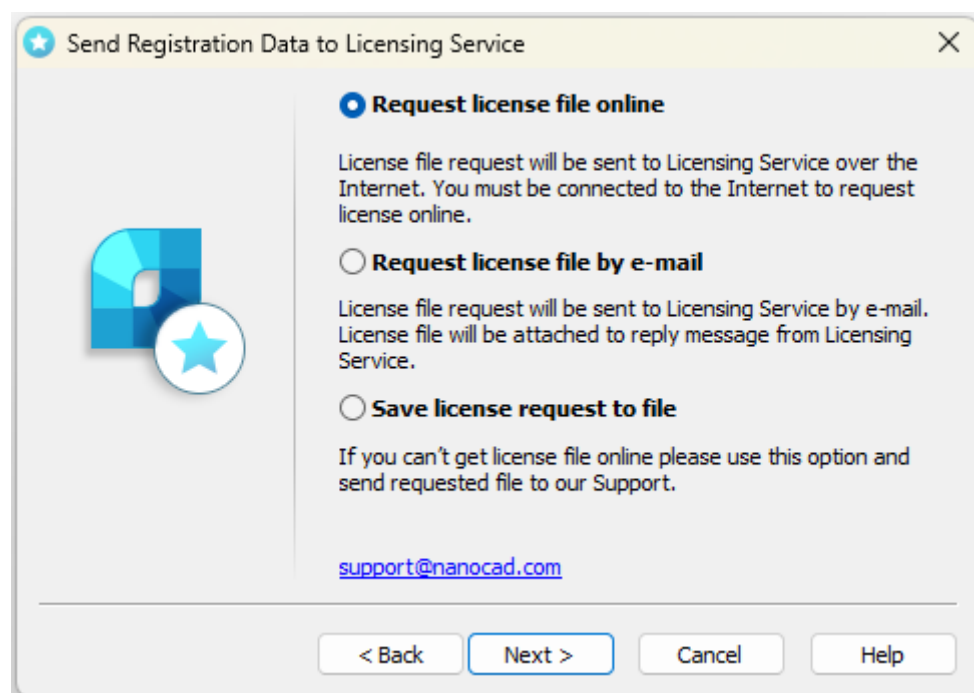 Send Registration Data to Licensing Service
Request license file online
License file request will be sent to Licensing Service over the
Internet. You must be connected to the Internet to request
license online.
Request license file by e-mail
License file request will be sent to Licensing Service by e-mail.
License file will be attached to reply message from Licensing
Service.
Save license request to file
If you can't get license file online please use this option and
send requested file to our Support.
support@nanocad.com
< Back
Next >
Cancel
Help